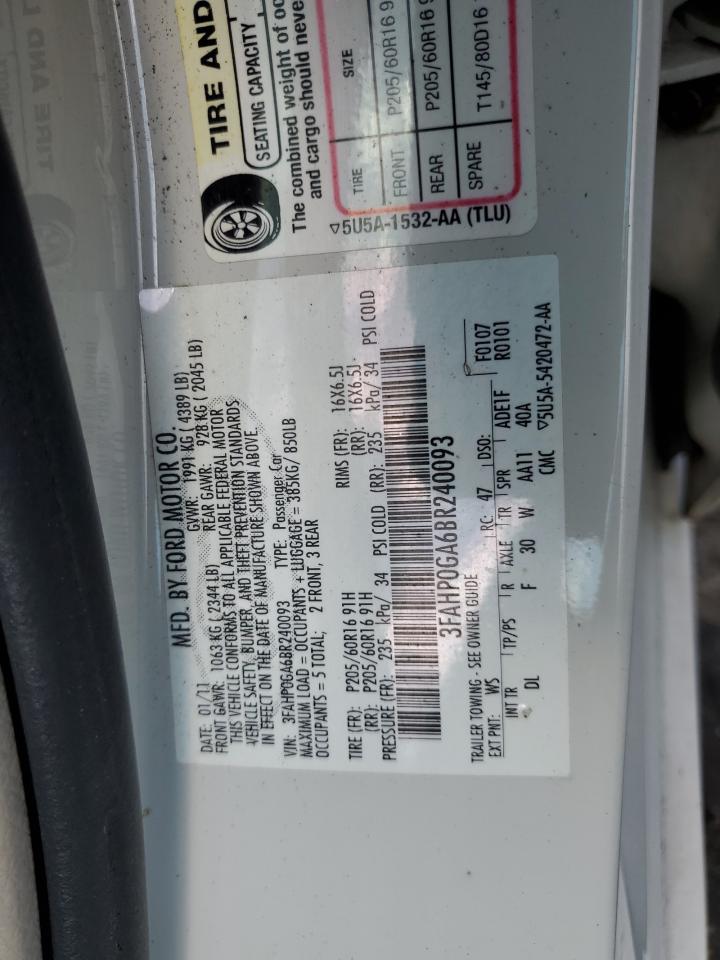 MFD. BY FORD MOTOR CO.
DATE: 01/11 GVWR: 1991 KG ( 4389 LB)
FRONT GAWR: 1063 KG ( 2344 LB) REAR GAWR: 928 KG ( 2045 LB)
THIS VEHICLE CONFORMS TO ALL APPLICABLE FEDERAL MOTOR
VEHICLE SAFETY, BUMPER, AND THEFT PREVENTION STANDARDS
IN EFFECT ON THE DATE OF MANUFACTURE SHOWN ABOVE.
VIN: 3FAHP0GA6BR240093 TYPE: Passenger Car
MAXIMUM LOAD = OCCUPANTS + LUGGAGE = 385KG/ 850LB
OCCUPANTS = 5 TOTAL; 2 FRONT, 3 REAR
TIRE (FR): P205/60R16 91H RIMS (FR): 16X6.5J
(RR): P205/60R16 91H (RR): 16X6.5J
PRESSURE (FR): 235 kPa/ 34 PSI COLD (RR): 235 kPa/ 34 PSI COLD
3FAHP0GA6BR240093
TRAILER TOWING - SEE OWNER GUIDE F0107
EXT PNT: WS RC: 47 DSO: R0101
INT TR TP/PS R AXLE TR SPR ADE1F
DL F 30 W AA11 40A
CMC ▽5U5A-5420472-AA
TIRE AND
SEATING CAPACITY
The combined weight of oc
and cargo should neve
TIRE SIZE
FRONT P205/60R16 9
REAR P205/60R16 9
SPARE T145/80D16
▽5U5A-1532-AA (TLU)